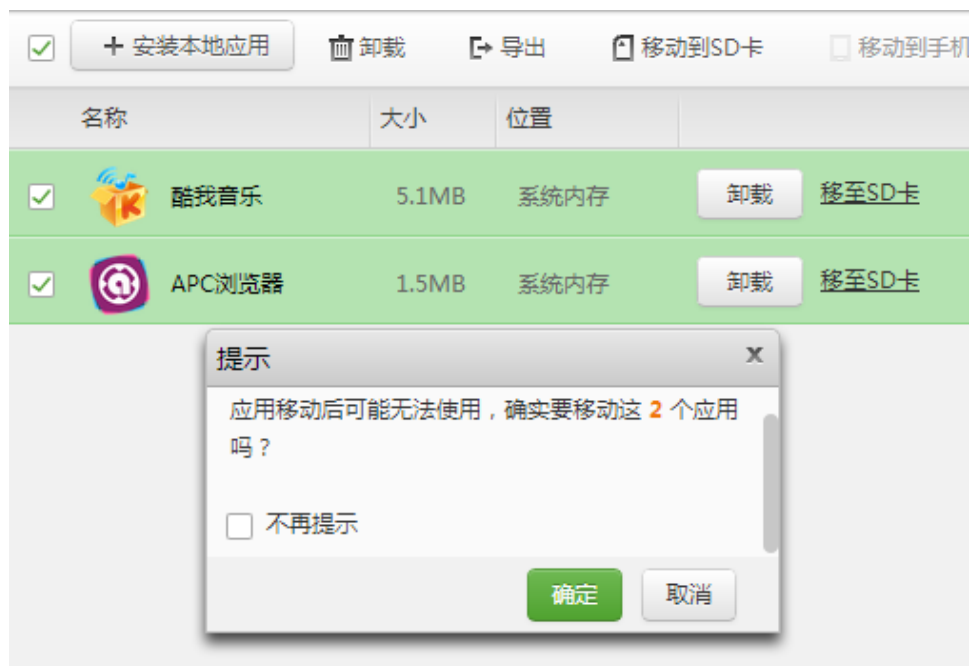 安装本地应用 卸载 导出 移动到SD卡 移动到手机
名称 大小 位置
酷我音乐 5.1MB 系统内存 卸载 移至SD卡
APC浏览器 1.5MB 系统内存 卸载 移至SD卡
提示
应用移动后可能无法使用，确实要移动这 2 个应用
吗？
不再提示
确定 取消